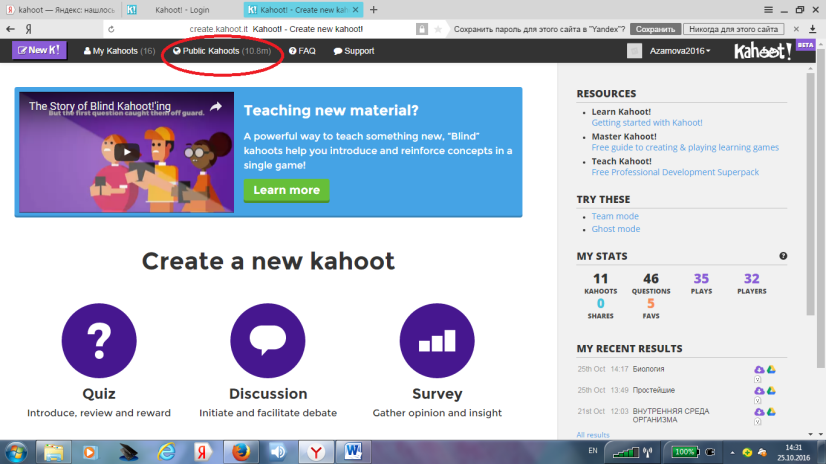 kahoot — Яндекс: нашлось
Kahoot! - Login
Kahoot! - Create new kah
create.kahoot.it Kahoot! - Create new kahoot!
Сохранить пароль для этого сайта в "Yandex"? Сохранить Никогда для этого сайта
New K! My Kahoots (16) Public Kahoots (10.8m) FAQ Support Azamova2016 Kahoot! BETA
The Story of Blind Kahoot!'ing
But the first question caught them off guard.
Teaching new material?
A powerful way to teach something new, "Blind"
kahoots help you introduce and reinforce concepts in a
single game!
Learn more
Create a new kahoot
Quiz
Introduce, review and reward
Discussion
Initiate and facilitate debate
Survey
Gather opinion and insight
RESOURCES
Learn Kahoot!
Getting started with Kahoot!
Master Kahoot!
Free guide to creating & playing learning games
Teach Kahoot!
Free Professional Development Superpack
TRY THESE
Team mode
Ghost mode
MY STATS
11 46 35 32
KAHOOTS QUESTIONS PLAYS PLAYERS
0 5
SHARES FAVS
MY RECENT RESULTS
25th Oct 14:17 Биология
25th Oct 13:49 Простейшие
21st Oct 12:03 ВНУТРЕННЯЯ СРЕДА
ОРГАНИЗМА
All results
EN 100% 14:31
25.10.2016